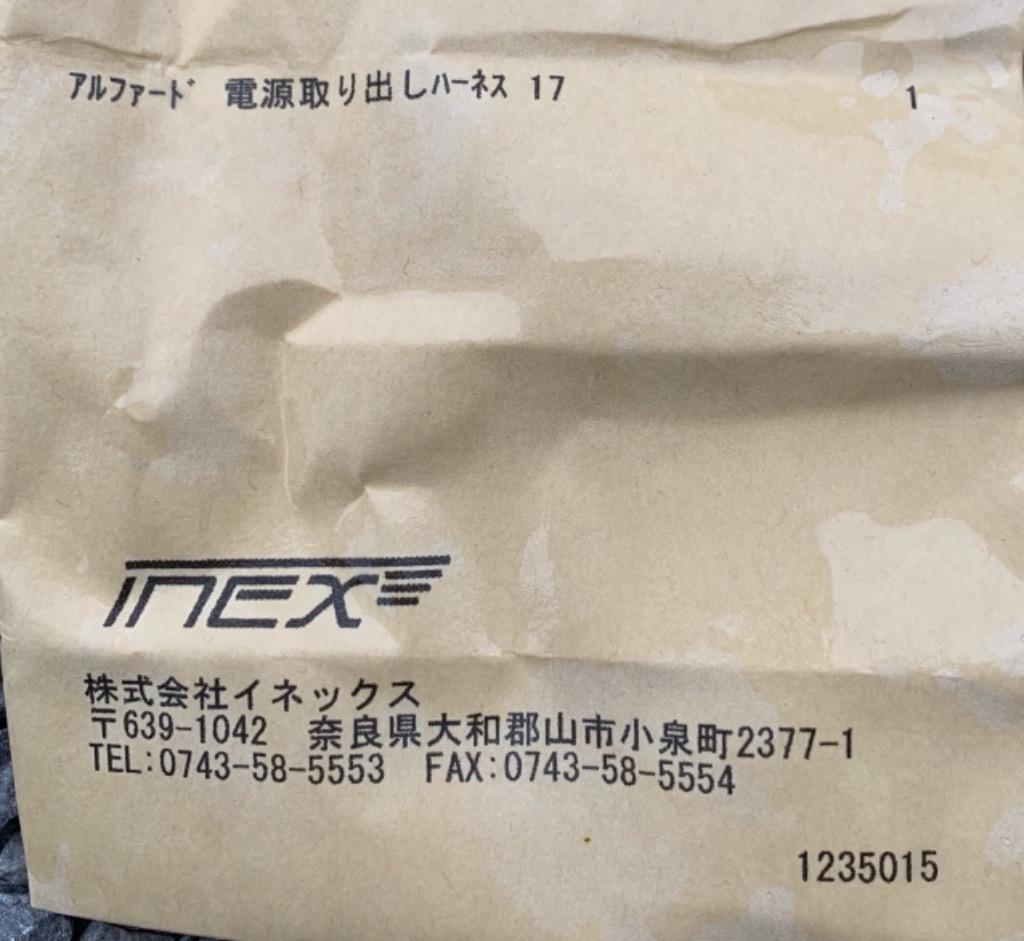 ｱﾙﾌｧｰﾄﾞ 電源取り出しﾊｰﾈｽ 17 1
INEX
株式会社イネックス
〒639-1042 奈良県大和郡山市小泉町2377-1
TEL:0743-58-5553 FAX:0743-58-5554
1235015